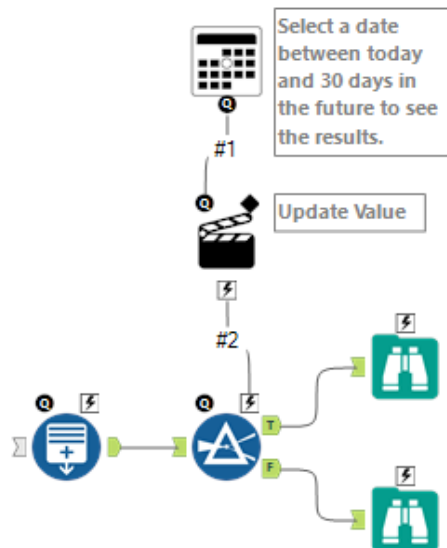 Select a date
between today
and 30 days in
the future to see
the results.
Q
#1
Q
Update Value
#2
Q
Q
T
F